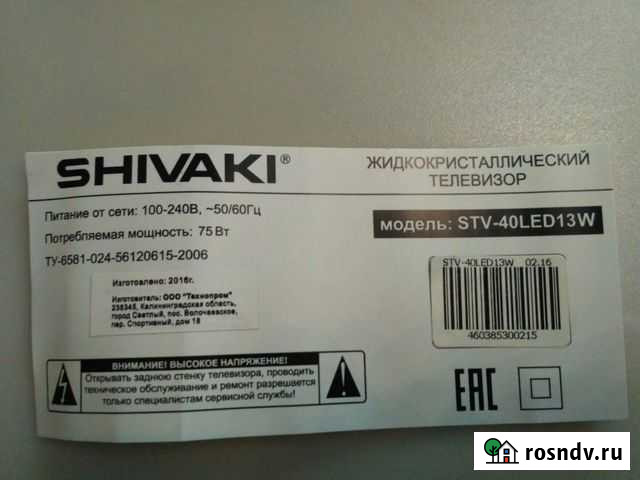 SHIVAKI®
ЖИДКОКРИСТАЛЛИЧЕСКИЙ
ТЕЛЕВИЗОР
Питание от сети: 100-240В, ~50/60Гц
Потребляемая мощность: 75 Вт
ТУ-6581-024-56120615-2006
модель: STV-40LED13W
Изготовлено: 2016г.
Изготовитель: ООО "Технопром"
238345, Калининградская область,
город Светлый, пос. Волочаевское,
пер. Спортивный, дом 18
STV-40LED13W 02.16
460385300215
ВНИМАНИЕ! ВЫСОКОЕ НАПРЯЖЕНИЕ!
Открывать заднюю стенку телевизора, проводить
техническое обслуживание и ремонт разрешается
только специалистам сервисной службы!
EAC
rosndv.ru